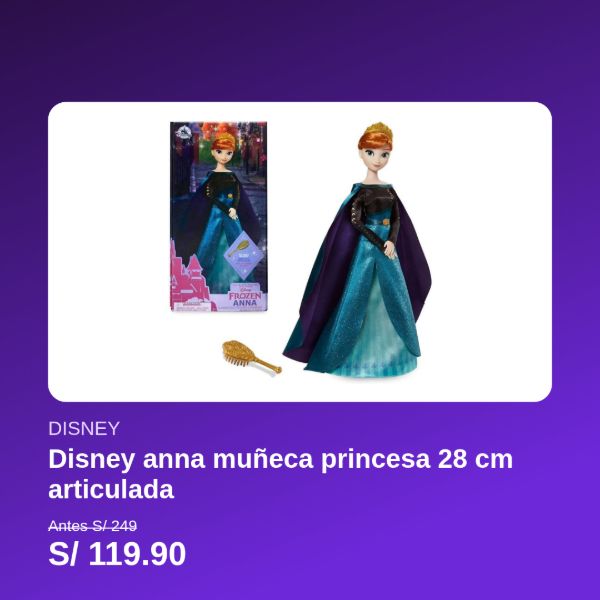 Disney
FROZEN
ANNA
DISNEY
Disney anna muñeca princesa 28 cm
articulada
Antes S/ 249
S/ 119.90